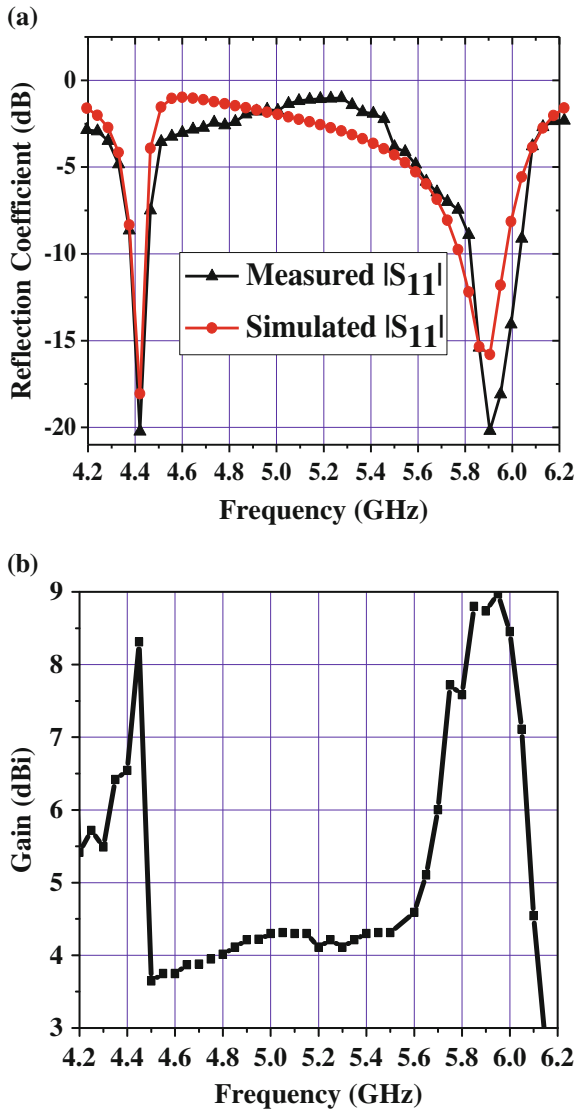 (a)
0
-5
-10
-15
-20
Reflection Coefficient (dB)
Measured |S11|
Simulated |S11|
4.2 4.4 4.6 4.8 5.0 5.2 5.4 5.6 5.8 6.0 6.2
Frequency (GHz)
(b)
9
8
7
6
5
4
3
Gain (dBi)
4.2 4.4 4.6 4.8 5.0 5.2 5.4 5.6 5.8 6.0 6.2
Frequency (GHz)